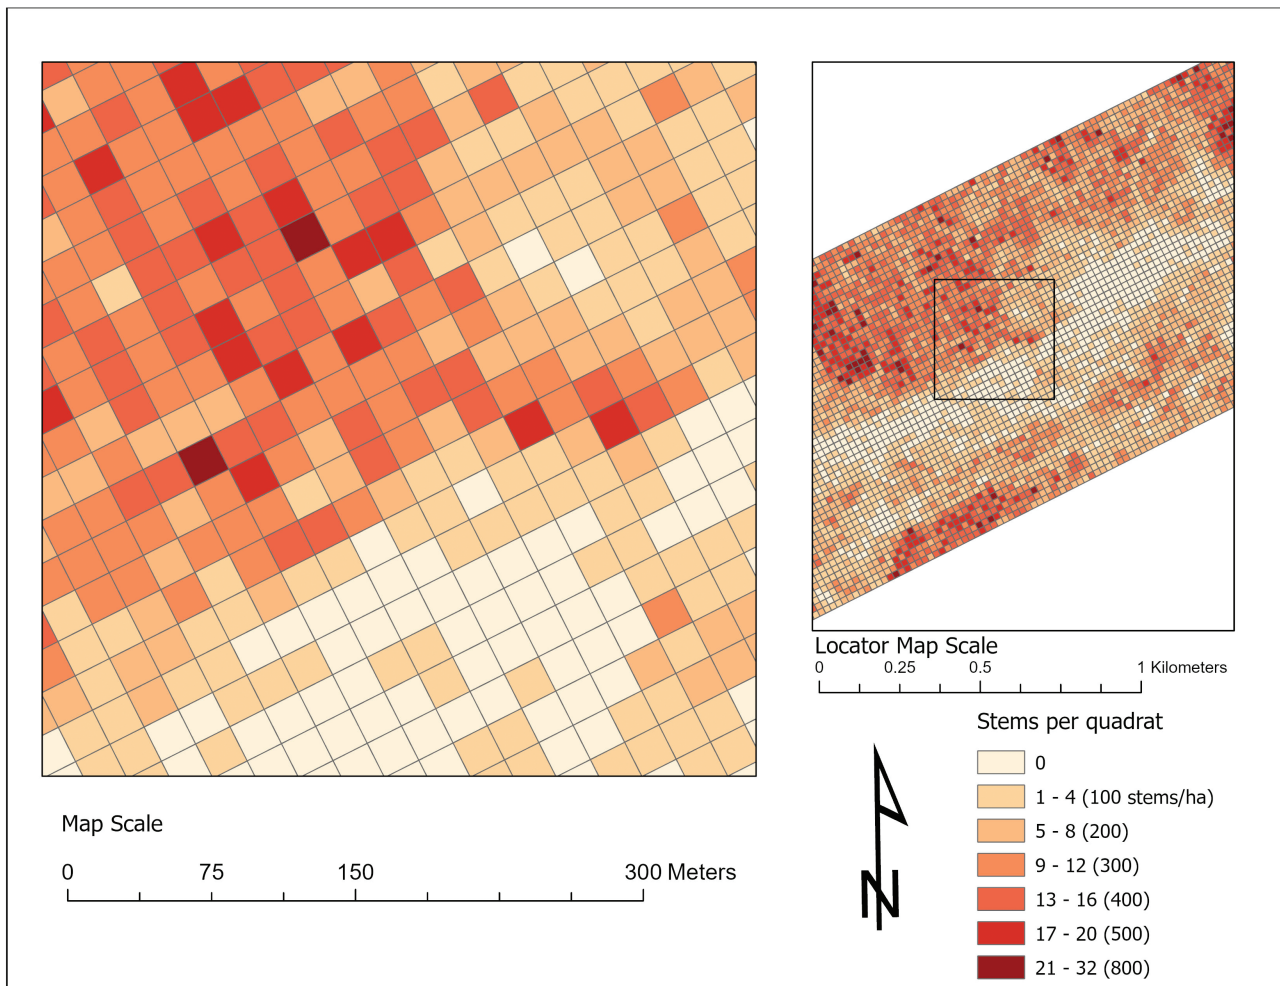 Locator Map Scale
0 0.25 0.5 1 Kilometers
Stems per quadrat
0
1 - 4 (100 stems/ha)
5 - 8 (200)
9 - 12 (300)
13 - 16 (400)
17 - 20 (500)
21 - 32 (800)
N
Map Scale
0 75 150 300 Meters